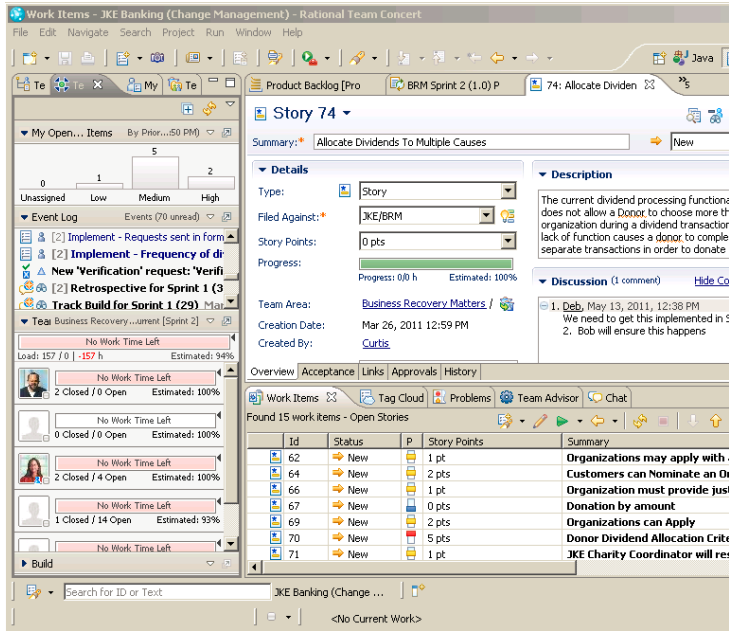 Work Items - JKE Banking (Change Management) - Rational Team Concert
File Edit Navigate Search Project Run Window Help
Java
Te Te My Te
Product Backlog [Pro BRM Sprint 2 (1.0) P 74: Allocate Dividen 5
My Open... Items By Prior...:50 PM)
5
2
1
0
Unassigned Low Medium High
Event Log Events (70 unread)
[2] Implement - Requests sent in form
[2] Implement - Frequency of di
New 'Verification' request: 'Verifi
[2] Retrospective for Sprint 1 (3
Track Build for Sprint 1 (29) Mar
Tea Business Recovery...urrent [Sprint 2]
No Work Time Left
Load: 157 / 0 | -157 h Estimated: 94%
No Work Time Left
2 Closed / 0 Open Estimated: 100%
No Work Time Left
0 Closed / 0 Open Estimated: 100%
No Work Time Left
2 Closed / 4 Open Estimated: 100%
No Work Time Left
1 Closed / 14 Open Estimated: 93%
No Work Time Left
Build
Story 74
Summary:* Allocate Dividends To Multiple Causes New
Details
Type: Story
Filed Against:* JKE/BRM
Story Points: 0 pts
Progress:
Progress: 0/0 h Estimated: 100%
Team Area: Business Recovery Matters /
Creation Date: Mar 26, 2011 12:59 PM
Created By: Curtis
Description
The current dividend processing functiona
does not allow a Donor to choose more th
organization during a dividend transaction
lack of function causes a donor to comple
separate transactions in order to donate
Discussion (1 comment) Hide Co
1. Deb, May 13, 2011, 12:38 PM
We need to get this implemented in S
2. Bob will ensure this happens
Overview Acceptance Links Approvals History
Work Items Tag Cloud Problems Team Advisor Chat
Found 15 work items - Open Stories
Id Status P Story Points Summary
62 New 1 pt Organizations may apply with
64 New 2 pts Customers can Nominate an Or
66 New 1 pt Organization must provide jus
67 New 0 pts Donation by amount
69 New 2 pts Organizations can Apply
70 New 5 pts Donor Dividend Allocation Crite
71 New 1 pt JKE Charity Coordinator will res
Search for ID or Text JKE Banking (Change ...
<No Current Work>